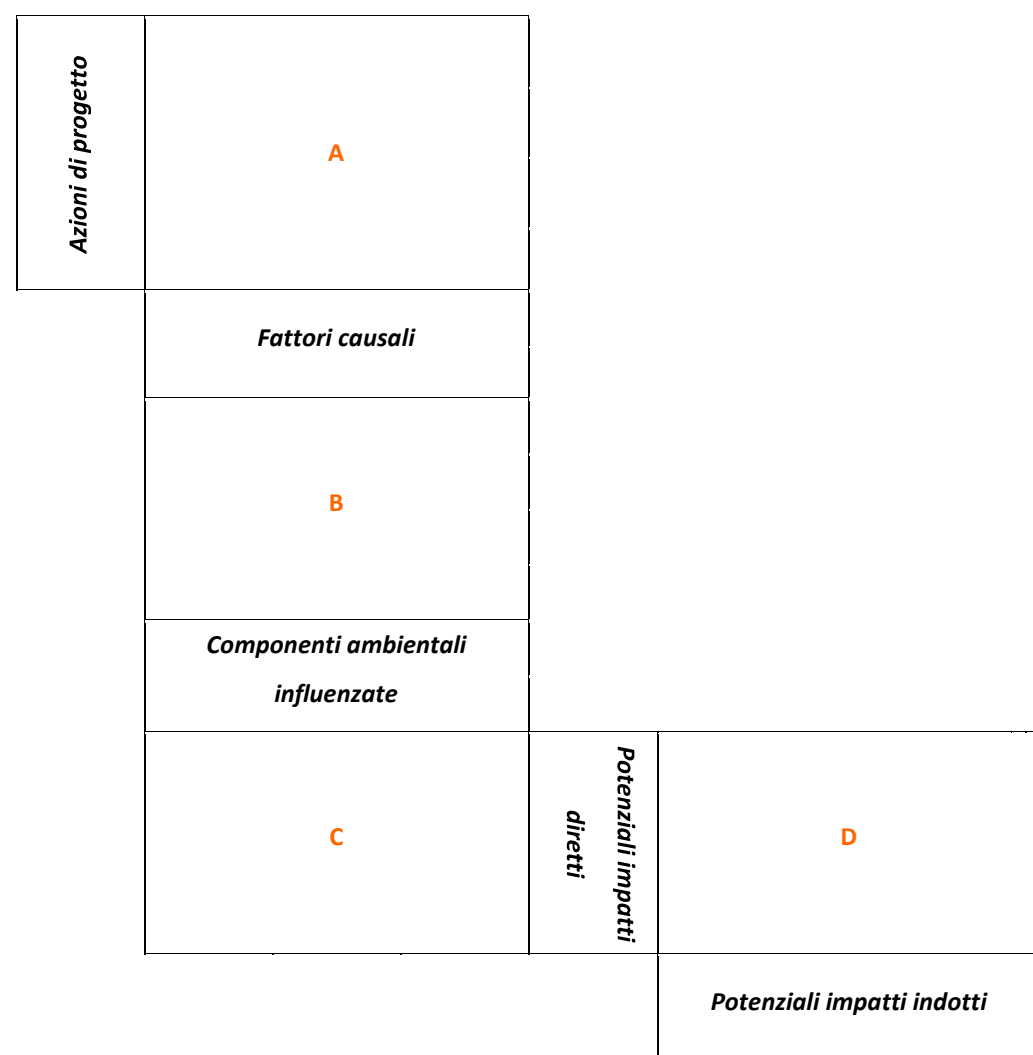 Azioni di progetto
A
Fattori causali
B
Componenti ambientali
influenzate
C
Potenziali impatti
diretti
D
Potenziali impatti indotti